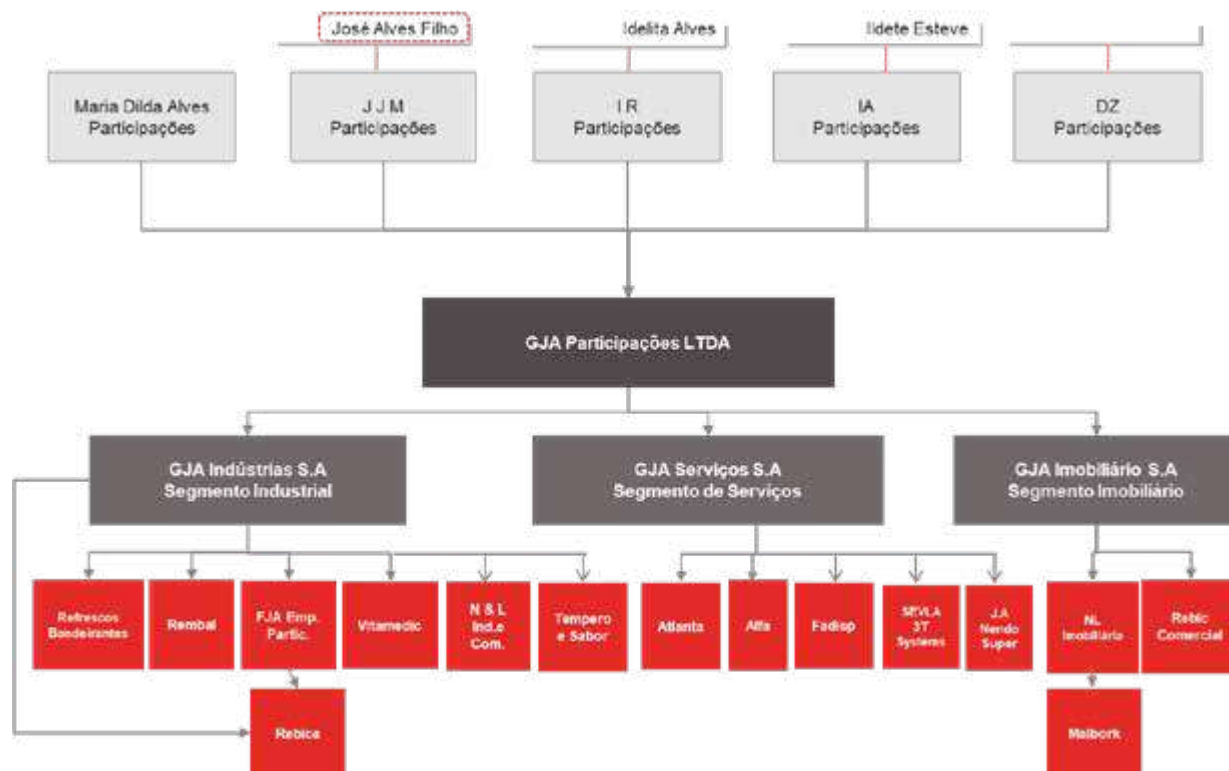 José Alves Filho
Idelita Alves
Ildete Esteve
Maria Dilda Alves
Participações
J J M
Participações
I R
Participações
IA
Participações
DZ
Participações
GJA Participações LTDA
GJA Indústrias S.A
Segmento Industrial
GJA Serviços S.A
Segmento de Serviços
GJA Imobiliário S.A
Segmento Imobiliário
Refrescos
Bandeirantes
Rembal
FJA Emp.
Partic.
Vitamedic
N & L
Ind.e
Com.
Tempero
e Sabor
Atlanta
Alfa
Fadisp
SEVLA
3T
Systems
J.A
Nendo
Super
NL
Imobiliária
Rebic
Comercial
Rebica
Malbork